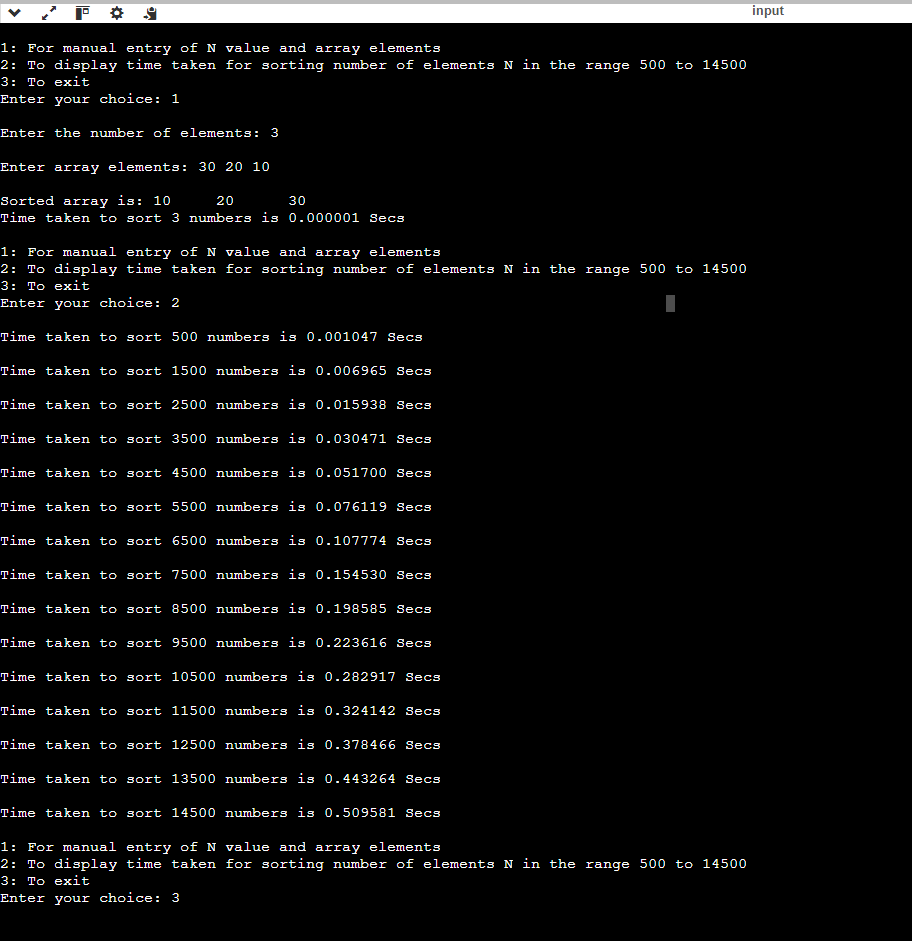 input
1: For manual entry of N value and array elements
2: To display time taken for sorting number of elements N in the range 500 to 14500
3: To exit
Enter your choice: 1
Enter the number of elements: 3
Enter array elements: 30 20 10
Sorted array is: 10     20      30
Time taken to sort 3 numbers is 0.000001 Secs
1: For manual entry of N value and array elements
2: To display time taken for sorting number of elements N in the range 500 to 14500
3: To exit
Enter your choice: 2
Time taken to sort 500 numbers is 0.001047 Secs
Time taken to sort 1500 numbers is 0.006965 Secs
Time taken to sort 2500 numbers is 0.015938 Secs
Time taken to sort 3500 numbers is 0.030471 Secs
Time taken to sort 4500 numbers is 0.051700 Secs
Time taken to sort 5500 numbers is 0.076119 Secs
Time taken to sort 6500 numbers is 0.107774 Secs
Time taken to sort 7500 numbers is 0.154530 Secs
Time taken to sort 8500 numbers is 0.198585 Secs
Time taken to sort 9500 numbers is 0.223616 Secs
Time taken to sort 10500 numbers is 0.282917 Secs
Time taken to sort 11500 numbers is 0.324142 Secs
Time taken to sort 12500 numbers is 0.378466 Secs
Time taken to sort 13500 numbers is 0.443264 Secs
Time taken to sort 14500 numbers is 0.509581 Secs
1: For manual entry of N value and array elements
2: To display time taken for sorting number of elements N in the range 500 to 14500
3: To exit
Enter your choice: 3